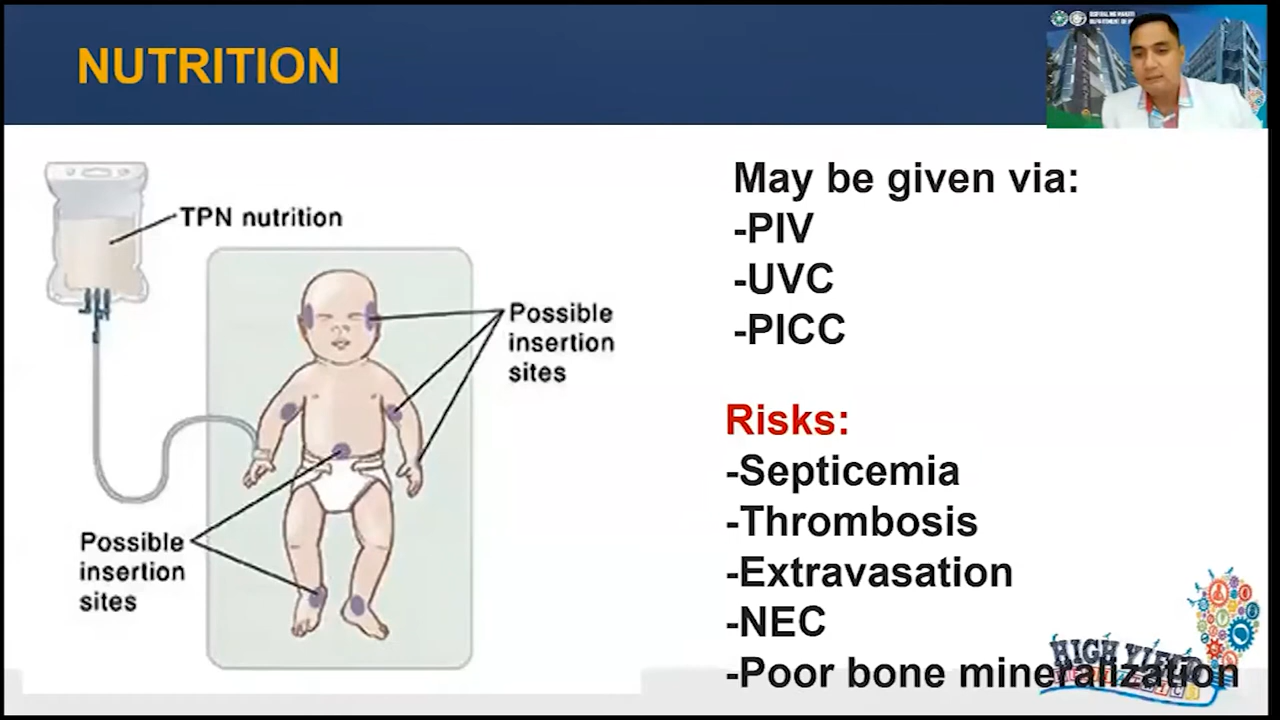 NUTRITION
TPN nutrition
Possible
insertion
sites
Possible
insertion
sites
May be given via:
-PIV
-UVC
-PICC
Risks:
-Septicemia
-Thrombosis
-Extravasation
-NEC
-Poor bone mineralization
HIGH YIELD